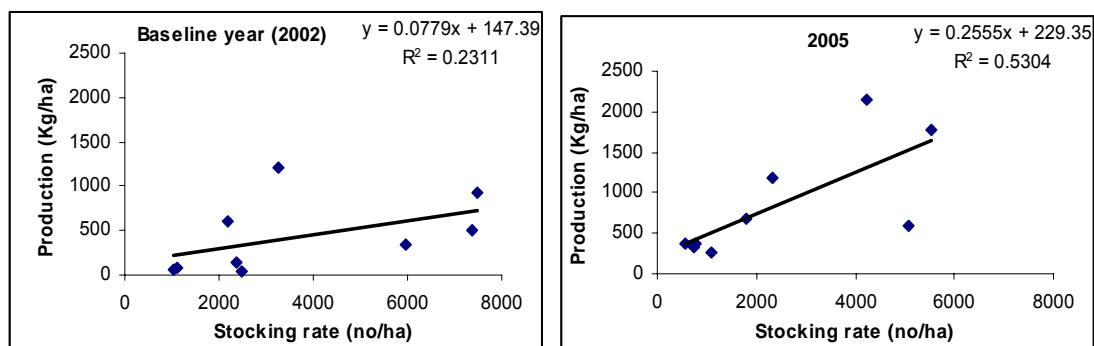 Baseline year (2002)
y = 0.0779x + 147.39
R² = 0.2311
Production (Kg/ha)
2500
2000
1500
1000
500
0
0 2000 4000 6000 8000
Stocking rate (no/ha)
2005
y = 0.2555x + 229.35
R² = 0.5304
Production (Kg/ha)
2500
2000
1500
1000
500
0
0 2000 4000 6000 8000
Stocking rate (no/ha)